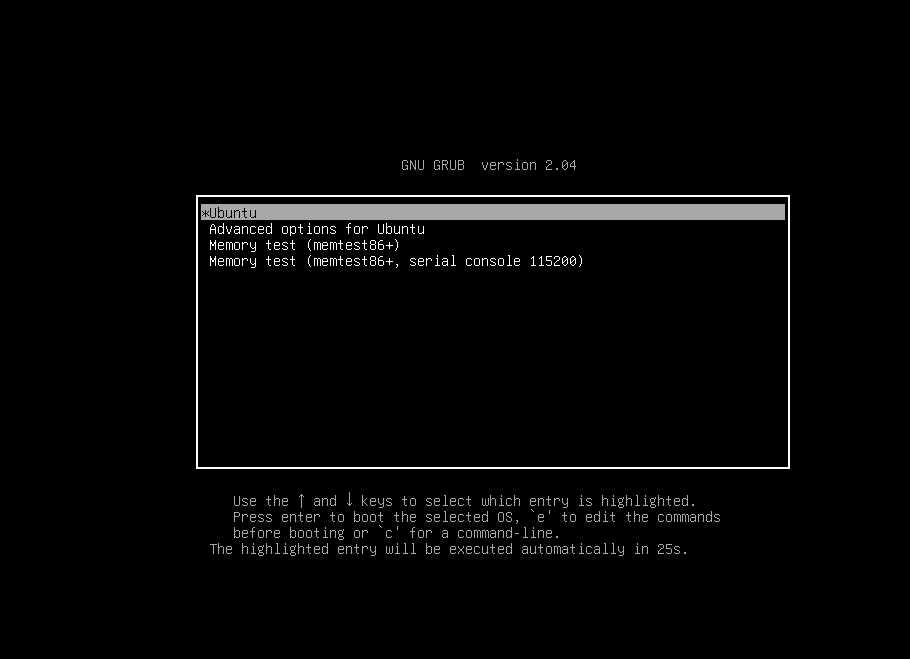 GNU GRUB  version 2.04
*Ubuntu
Advanced options for Ubuntu
Memory test (memtest86+)
Memory test (memtest86+, serial console 115200)
Use the ↑ and ↓ keys to select which entry is highlighted.
Press enter to boot the selected OS, `e' to edit the commands
before booting or `c' for a command-line.
The highlighted entry will be executed automatically in 25s.